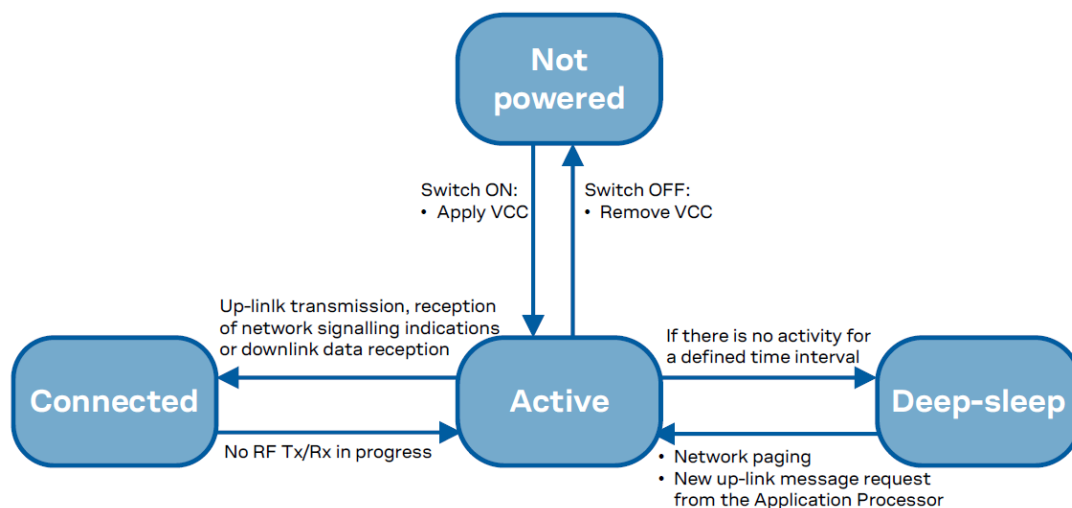 Not
powered
Switch ON:
• Apply VCC
Switch OFF:
• Remove VCC
Up-linlk transmission, reception
of network signalling indications
or downlink data reception
If there is no activity for
a defined time interval
Connected
Active
Deep-sleep
No RF Tx/Rx in progress
• Network paging
• New up-link message request
from the Application Processor